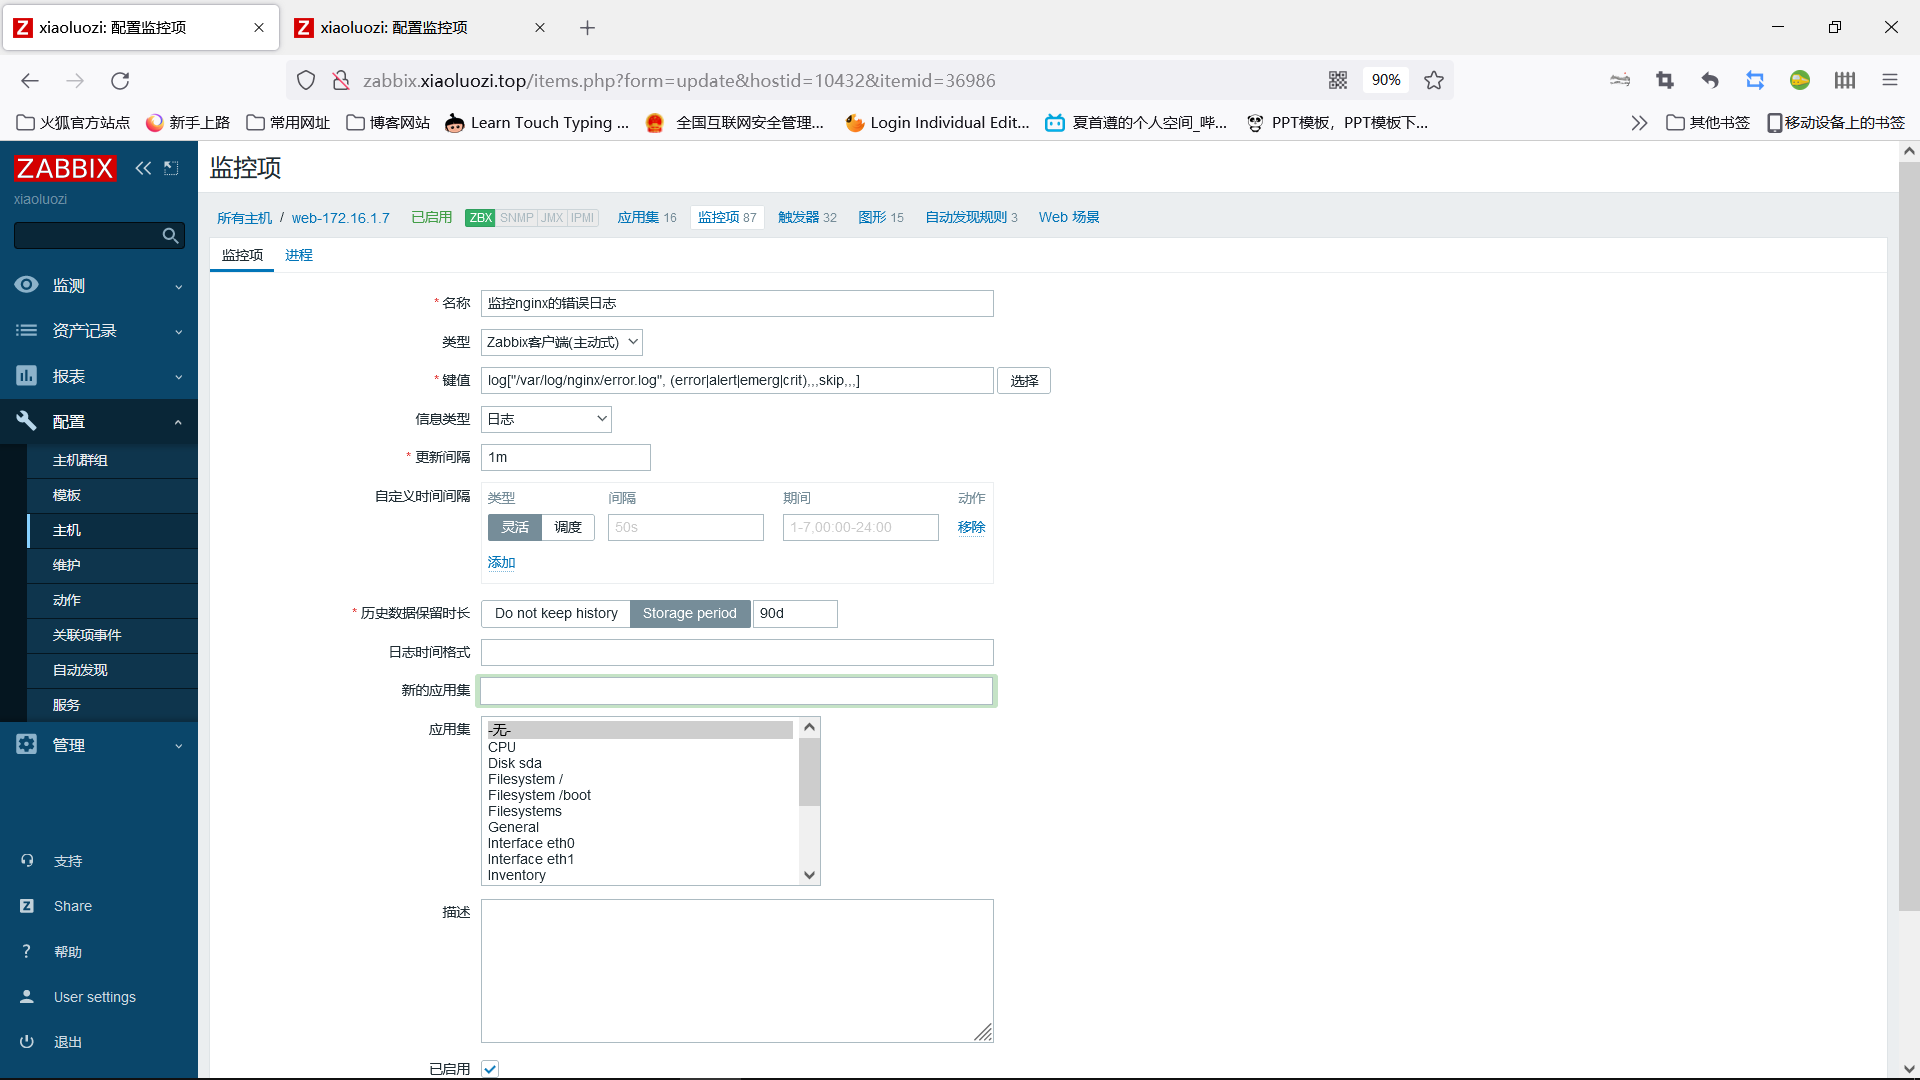 xiaoluozi: 配置监控项
xiaoluozi: 配置监控项
zabbix.xiaoluozi.top/items.php?form=update&hostid=10432&itemid=36986
90%
火狐官方站点
新手上路
常用网址
博客网站
Learn Touch Typing ...
全国互联网安全管理...
Login Individual Edit...
夏首遵的个人空间_哔...
PPT模板，PPT模板下...
其他书签
移动设备上的书签
ZABBIX
xiaoluozi
监测
资产记录
报表
配置
主机群组
模板
主机
维护
动作
关联项事件
自动发现
服务
管理
支持
Share
帮助
User settings
退出
监控项
所有主机 / web-172.16.1.7 已启用 ZBX SNMP JMX IPMI 应用集 16 监控项 87 触发器 32 图形 15 自动发现规则 3 Web 场景
监控项 进程
* 名称 监控nginx的错误日志
类型 Zabbix客户端(主动式)
* 键值 log["/var/log/nginx/error.log", (error|alert|emerg|crit),,,skip,,,] 选择
信息类型 日志
* 更新间隔 1m
自定义时间间隔 类型 间隔 期间 动作
灵活 调度 50s 1-7,00:00-24:00 移除
添加
* 历史数据保留时长 Do not keep history Storage period 90d
日志时间格式
新的应用集
应用集 -无-
CPU
Disk sda
Filesystem /
Filesystem /boot
Filesystems
General
Interface eth0
Interface eth1
Inventory
描述
已启用